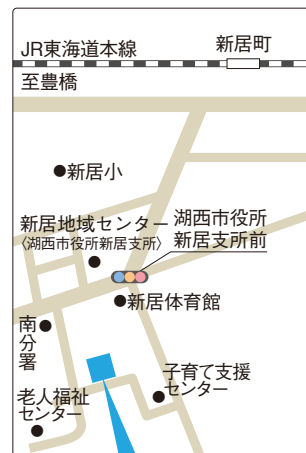 JR東海道本線
新居町
至豊橋
新居小
新居地域センター
〈湖西市役所新居支所〉
湖西市役所
新居支所前
新居体育館
南分署
子育て支援
センター
老人福祉
センター